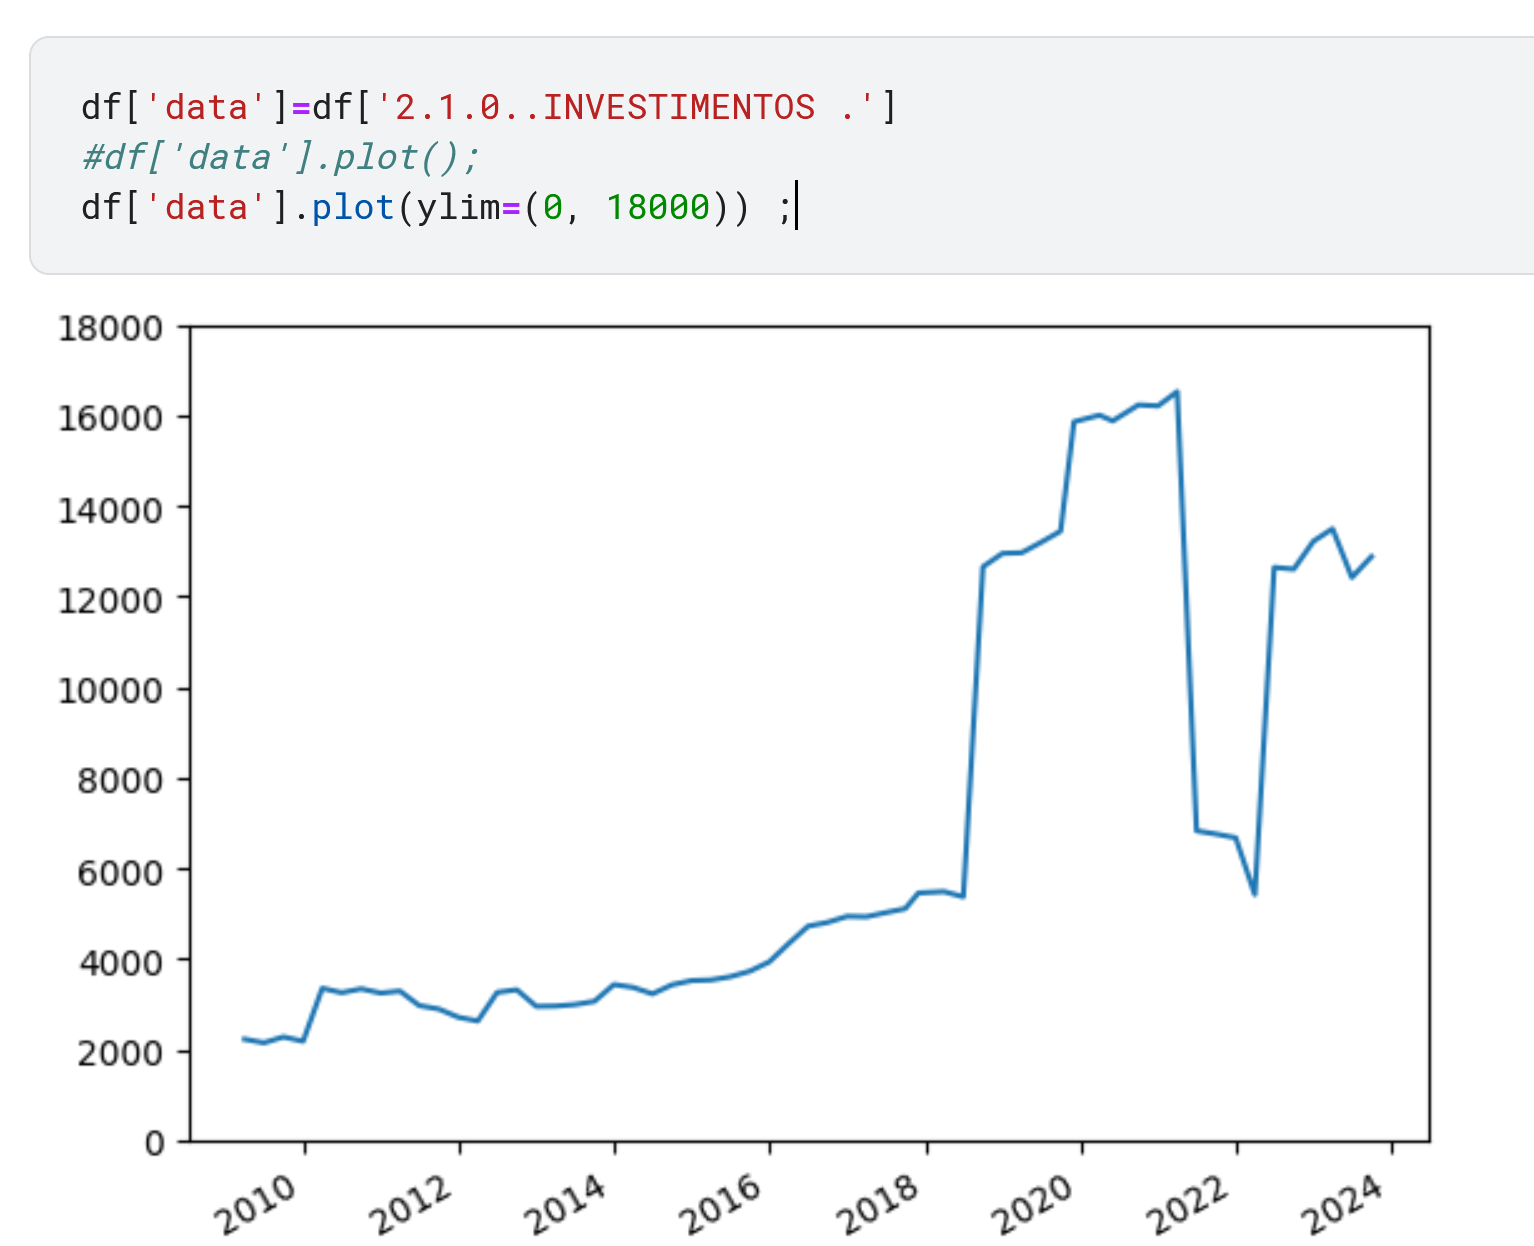 df['data']=df['2.1.0..INVESTIMENTOS .']
#df['data'].plot();
df['data'].plot(ylim=(0, 18000)) ;
18000
16000
14000
12000
10000
8000
6000
4000
2000
0
2010 2012 2014 2016 2018 2020 2022 2024